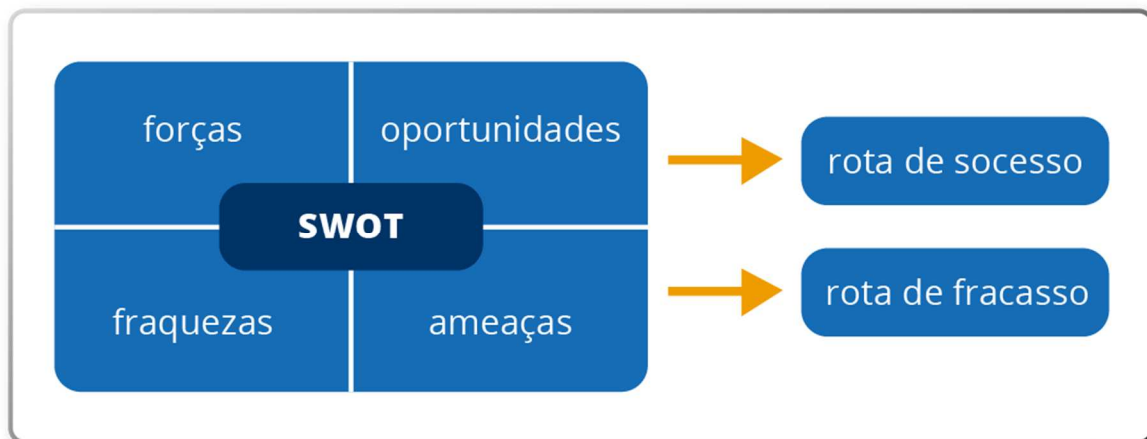 forças
oportunidades
SWOT
fraquezas
ameaças
rota de socesso
rota de fracasso